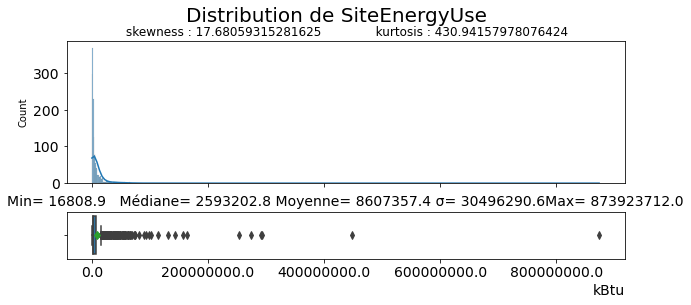 Distribution de SiteEnergyUse
skewness : 17.68059315281625 kurtosis : 430.94157978076424
Count
300
200
100
0
Min= 16808.9 Médiane= 2593202.8 Moyenne= 8607357.4 σ= 30496290.6Max= 873923712.0
0.0 200000000.0 400000000.0 600000000.0 800000000.0
kBtu